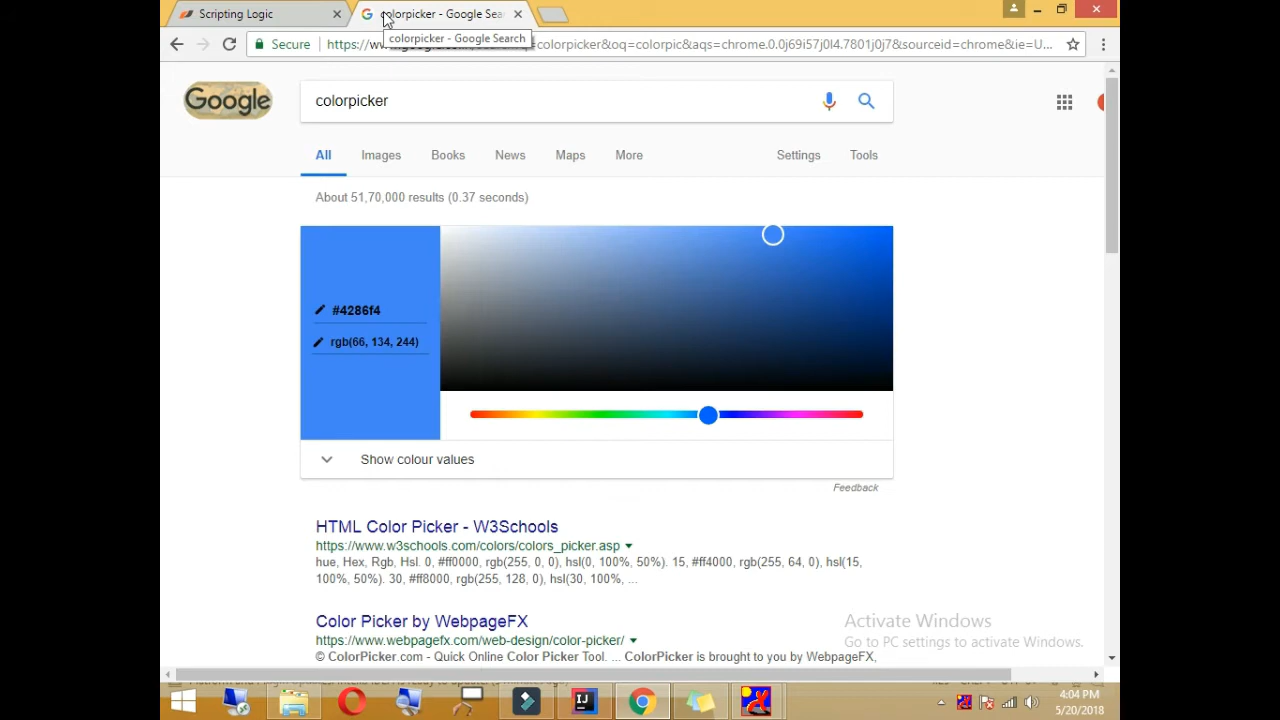 Scripting Logic
colorpicker - Google Sea
colorpicker - Google Search
Secure
=colorpicker&oq=colorpic&aqs=chrome.0.0j69i57j0l4.7801j0j7&sourceid=chrome&ie=U...
Google
colorpicker
All Images Books News Maps More Settings Tools
About 51,70,000 results (0.37 seconds)
#4286f4
rgb(66, 134, 244)
Show colour values
Feedback
HTML Color Picker - W3Schools
https://www.w3schools.com/colors/colors_picker.asp
hue, Hex, Rgb, Hsl. 0, #ff0000, rgb(255, 0, 0), hsl(0, 100%, 50%). 15, #ff4000, rgb(255, 64, 0), hsl(15,
100%, 50%). 30, #ff8000, rgb(255, 128, 0), hsl(30, 100%, ...
Color Picker by WebpageFX
https://www.webpagefx.com/web-design/color-picker/
© ColorPicker.com - Quick Online Color Picker Tool. ... ColorPicker is brought to you by WebpageFX,
Activate Windows
Go to PC settings to activate Windows.
4:04 PM
5/20/2018